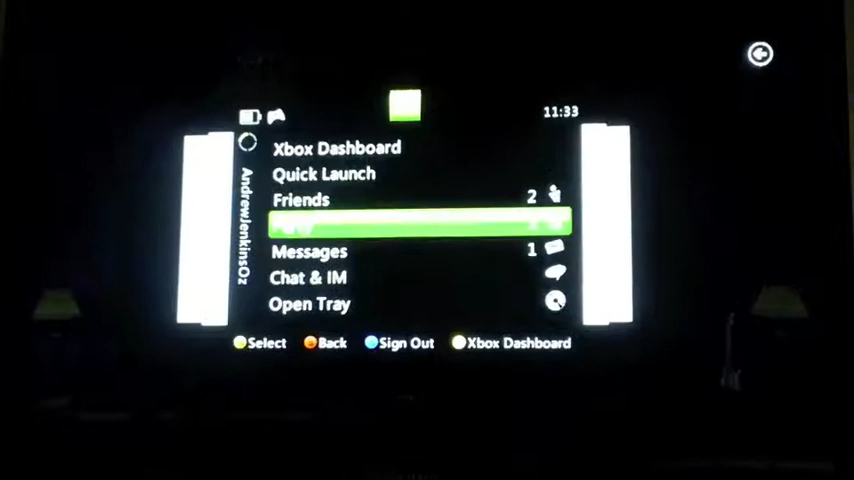 11:33
Xbox Dashboard
Quick Launch
Friends 2
AndrewJenkinsOz
Messages 1
Chat & IM
Open Tray
Select Back Sign Out Xbox Dashboard